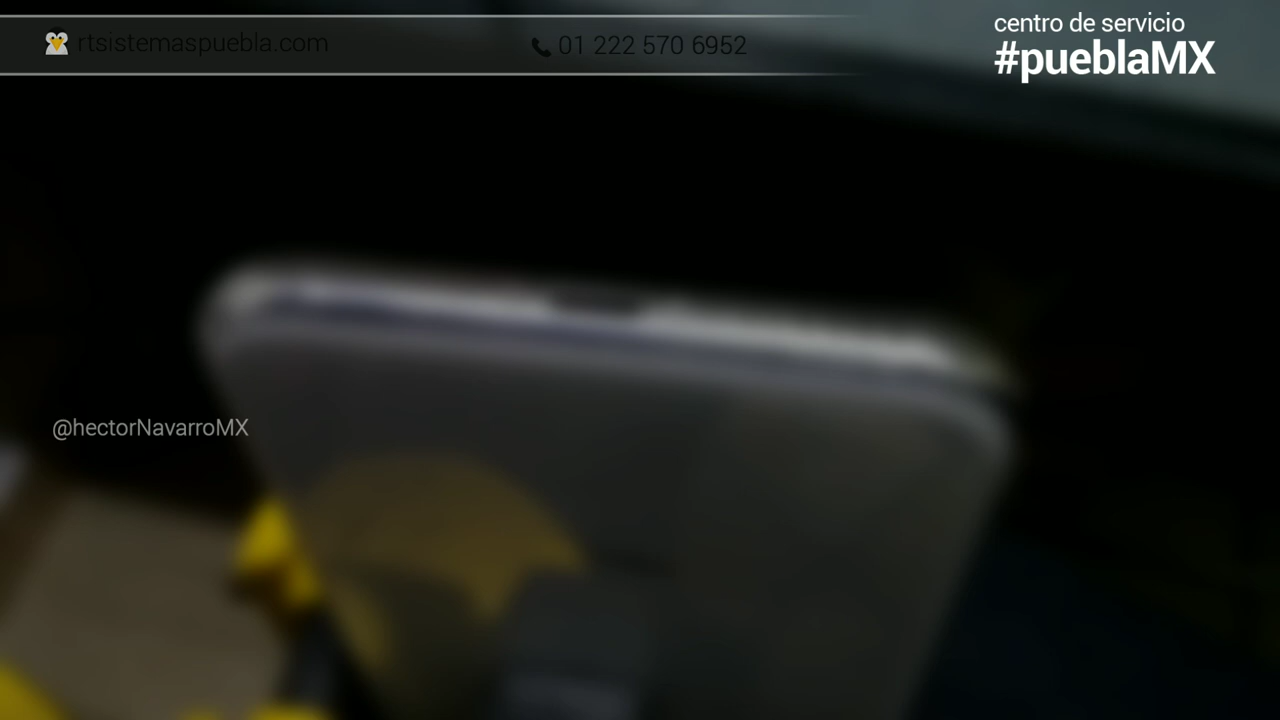 rtsistemaspuebla.com
01 222 570 6952
centro de servicio
#pueblaMX
@hectorNavarroMX